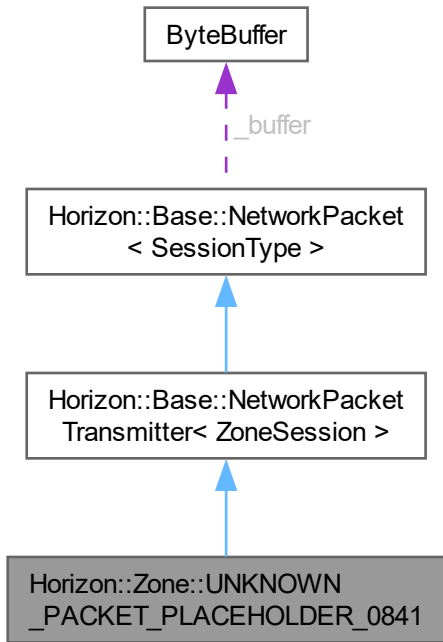 ByteBuffer
_buffer
Horizon::Base::NetworkPacket
< SessionType >
Horizon::Base::NetworkPacket
Transmitter< ZoneSession >
Horizon::Zone::UNKNOWN
_PACKET_PLACEHOLDER_0841